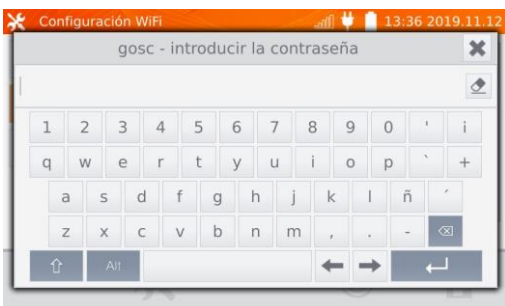 Configuración WiFi 13:36 2019.11.12
gosc - introducir la contraseña
1 2 3 4 5 6 7 8 9 0 ' i
q w e r t y u i o p ` +
a s d f g h j k l ñ ´
z x c v b n m , . -
Alt